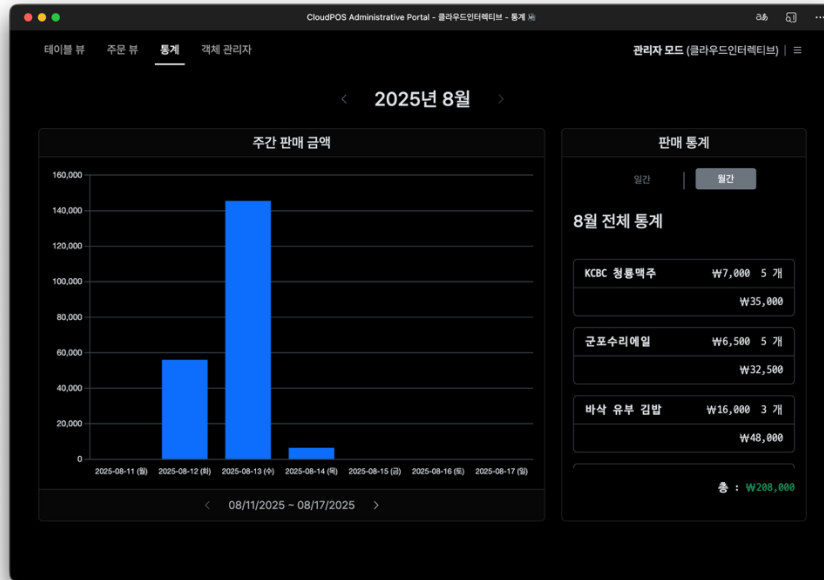 CloudPOS Administrative Portal - 클라우드인터렉티브 - 통계
테이블 뷰 주문 뷰 통계 객체 관리자
관리자 모드 (클라우드인터렉티브) | ≡
< 2025년 8월 >
주간 판매 금액
160,000
140,000
120,000
100,000
80,000
60,000
40,000
20,000
0
2025-08-11 (월) 2025-08-12 (화) 2025-08-13 (수) 2025-08-14 (목) 2025-08-15 (금) 2025-08-16 (토) 2025-08-17 (일)
< 08/11/2025 ~ 08/17/2025 >
판매 통계
일간 | 월간
8월 전체 통계
KCBC 청룡맥주 ₩7,000 5 개
₩35,000
군포수리에일 ₩6,500 5 개
₩32,500
바삭 유부 김밥 ₩16,000 3 개
₩48,000
총 : ₩208,000